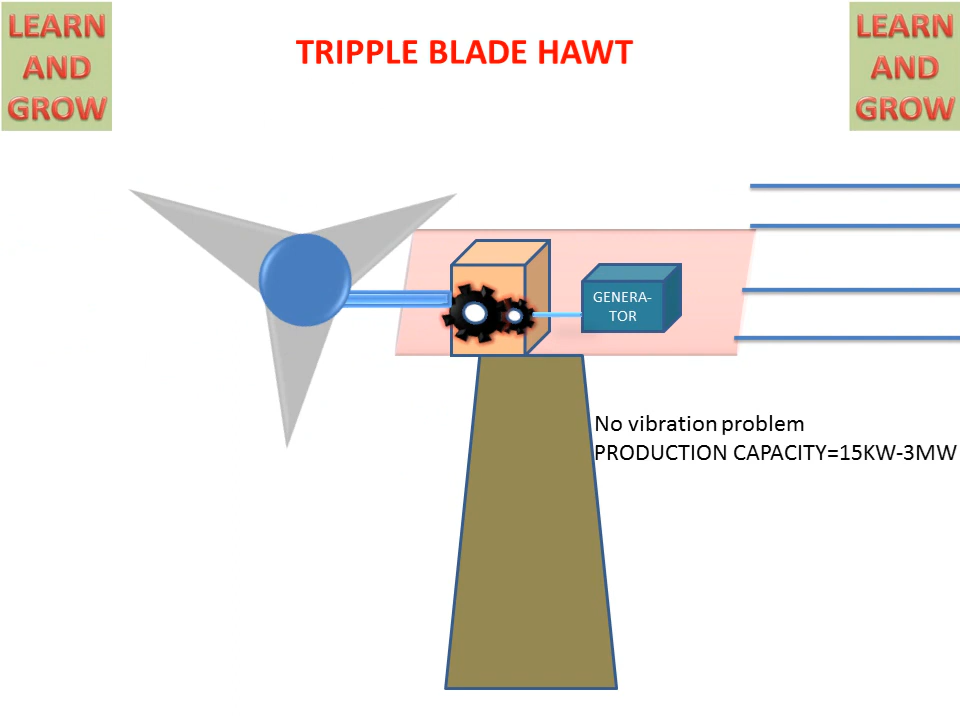 LEARN
AND
GROW
TRIPPLE BLADE HAWT
LEARN
AND
GROW
GENERA-
TOR
No vibration problem
PRODUCTION CAPACITY=15KW-3MW